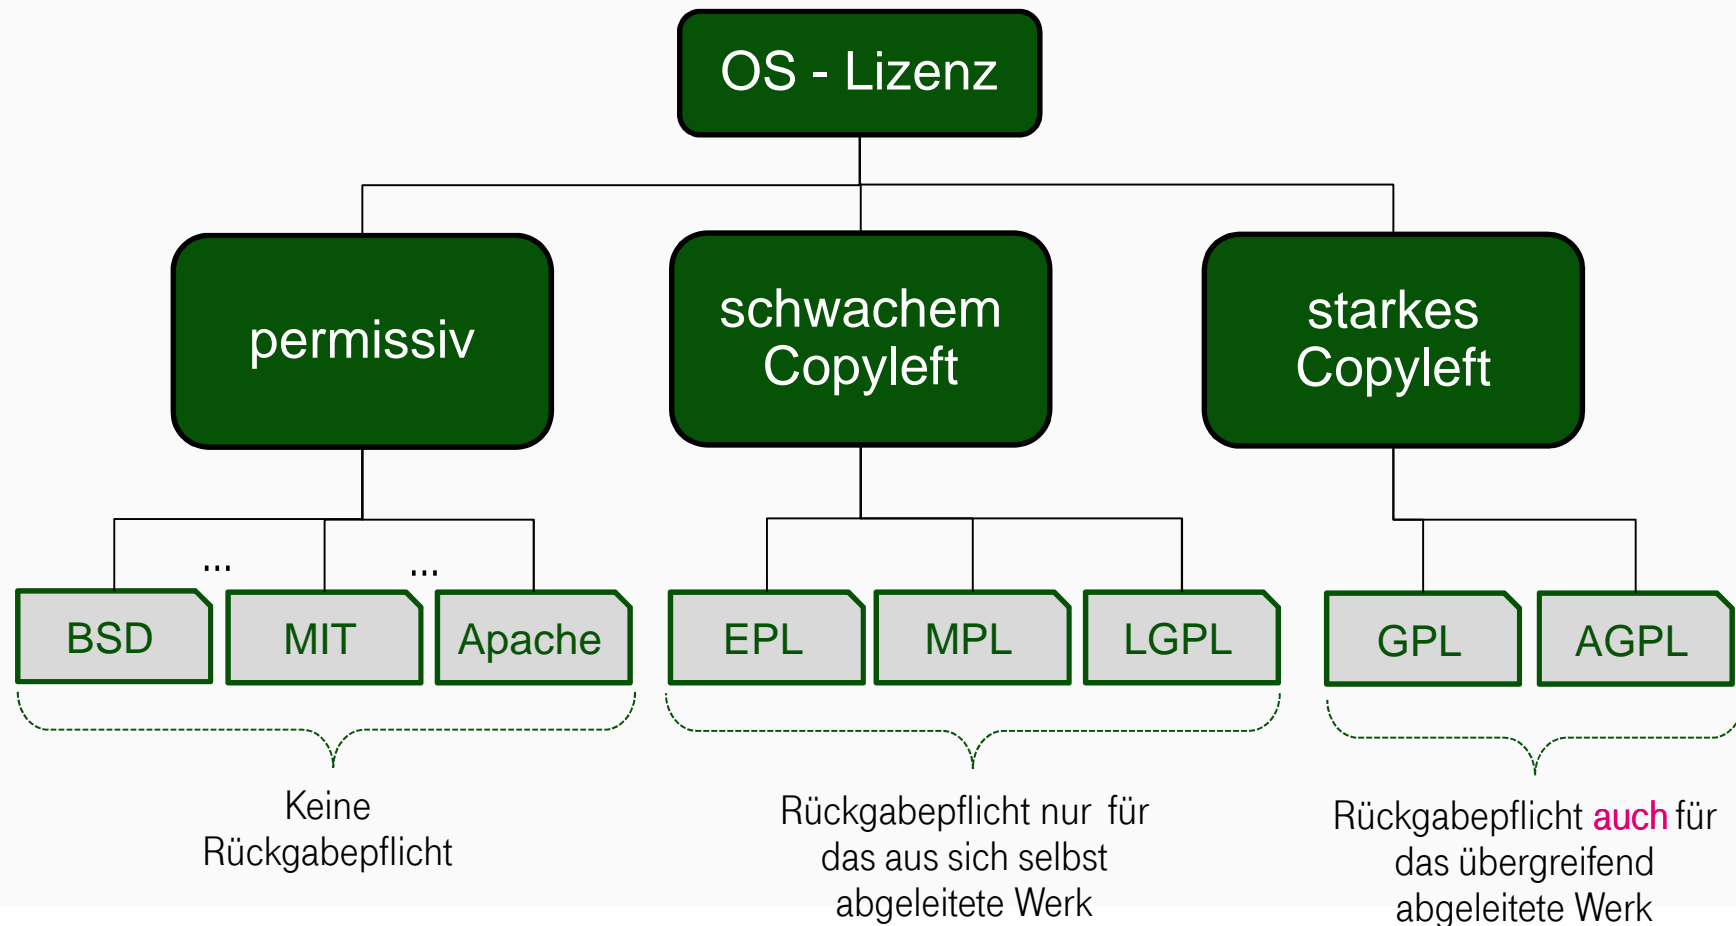 OS - Lizenz
permissiv
schwachem
Copyleft
starkes
Copyleft
...
...
BSD
MIT
Apache
EPL
MPL
LGPL
GPL
AGPL
Keine
Rückgabepflicht
Rückgabepflicht nur für
das aus sich selbst
abgeleitete Werk
Rückgabepflicht auch für
das übergreifend
abgeleitete Werk